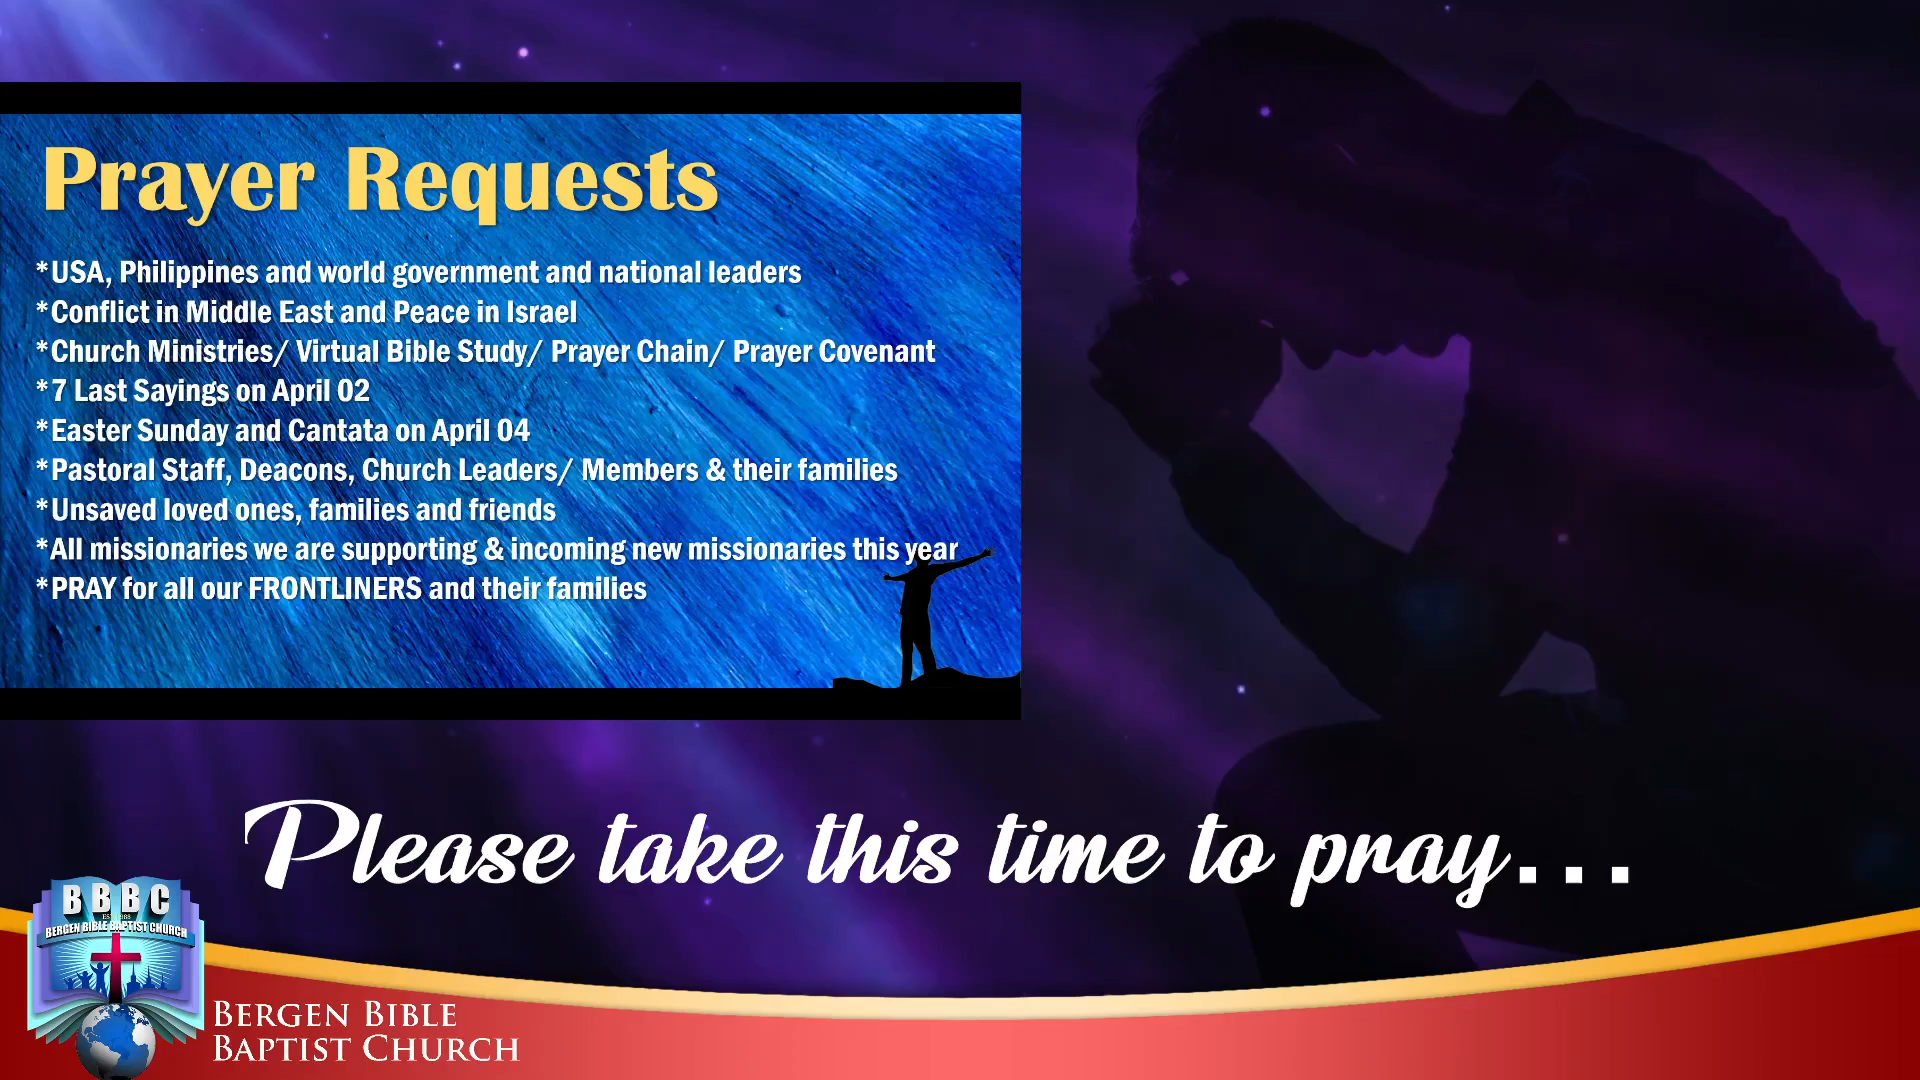 Prayer Requests
*USA, Philippines and world government and national leaders
*Conflict in Middle East and Peace in Israel
*Church Ministries/ Virtual Bible Study/ Prayer Chain/ Prayer Covenant
*7 Last Sayings on April 02
*Easter Sunday and Cantata on April 04
*Pastoral Staff, Deacons, Church Leaders/ Members & their families
*Unsaved loved ones, families and friends
*All missionaries we are supporting & incoming new missionaries this year
*PRAY for all our FRONTLINERS and their families
Please take this time to pray...
BBBC
BERGEN BIBLE BAPTIST CHURCH
BERGEN BIBLE
BAPTIST CHURCH